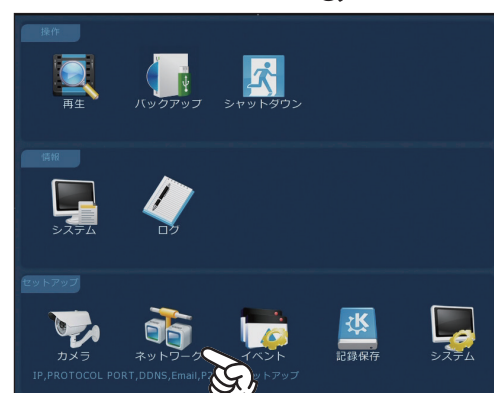 操作
再生
バックアップ
シャットダウン
情報
システム
ログ
セットアップ
カメラ
ネットワーク
イベント
記録保存
システム
IP,PROTOCOL PORT,DDNS,Email,P2 ットアップ